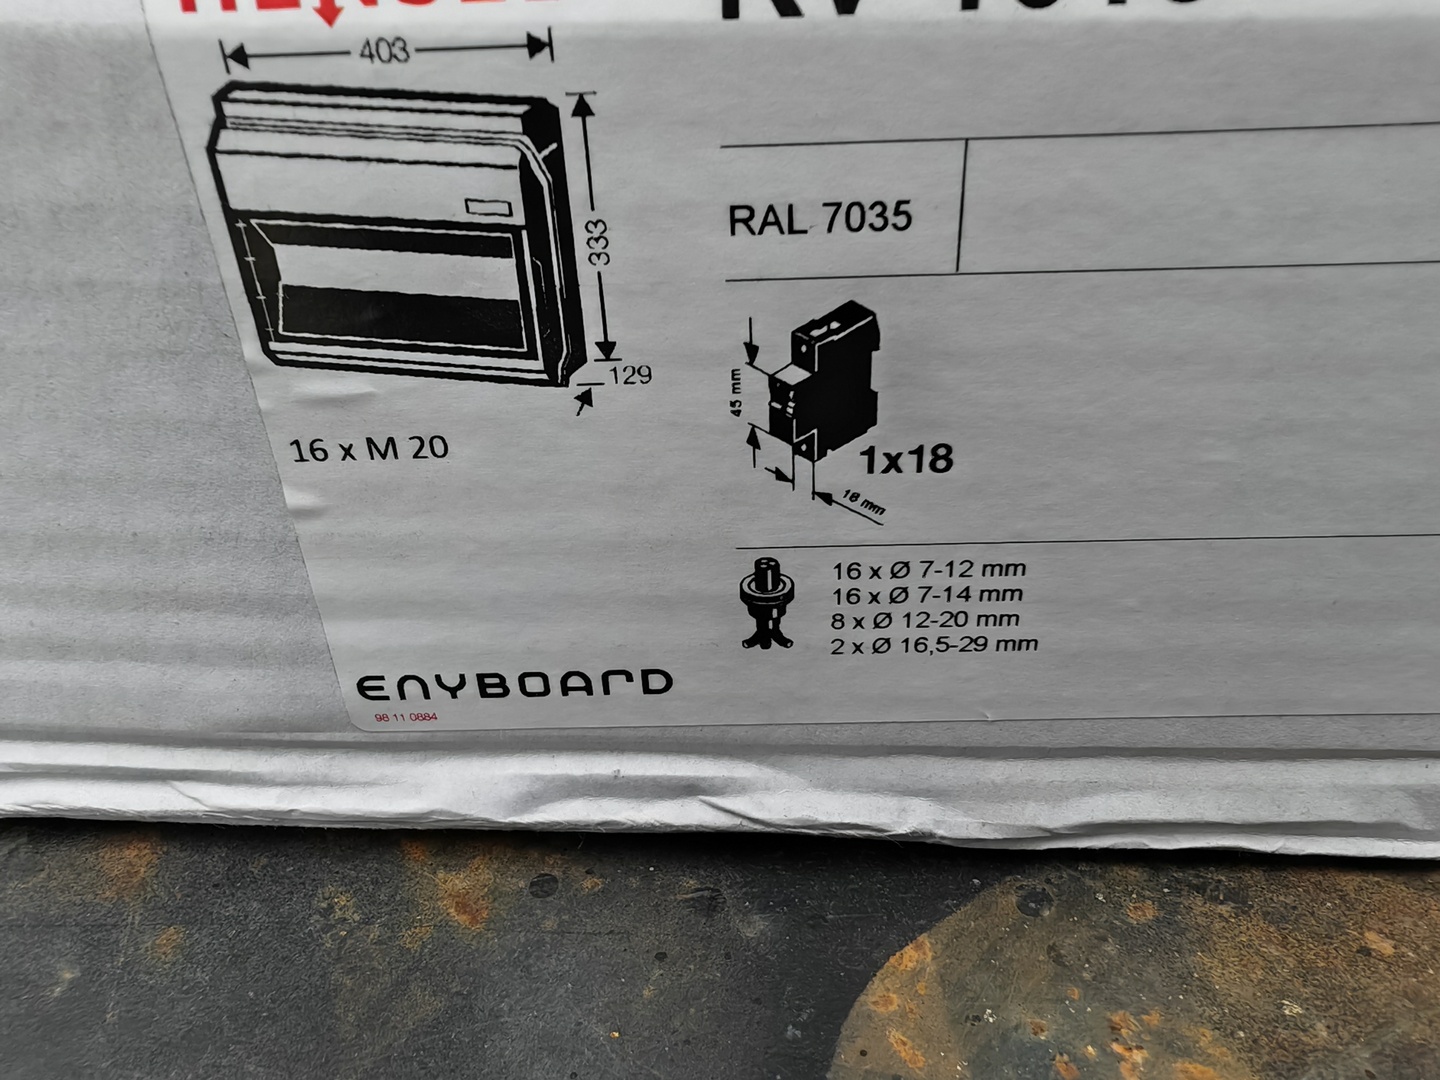 403
333
129
16 x M 20
ENYBOARD
98 11 0884
RAL 7035
45 mm
1x18
18 mm
16 x Ø 7-12 mm
16 x Ø 7-14 mm
8 x Ø 12-20 mm
2 x Ø 16,5-29 mm